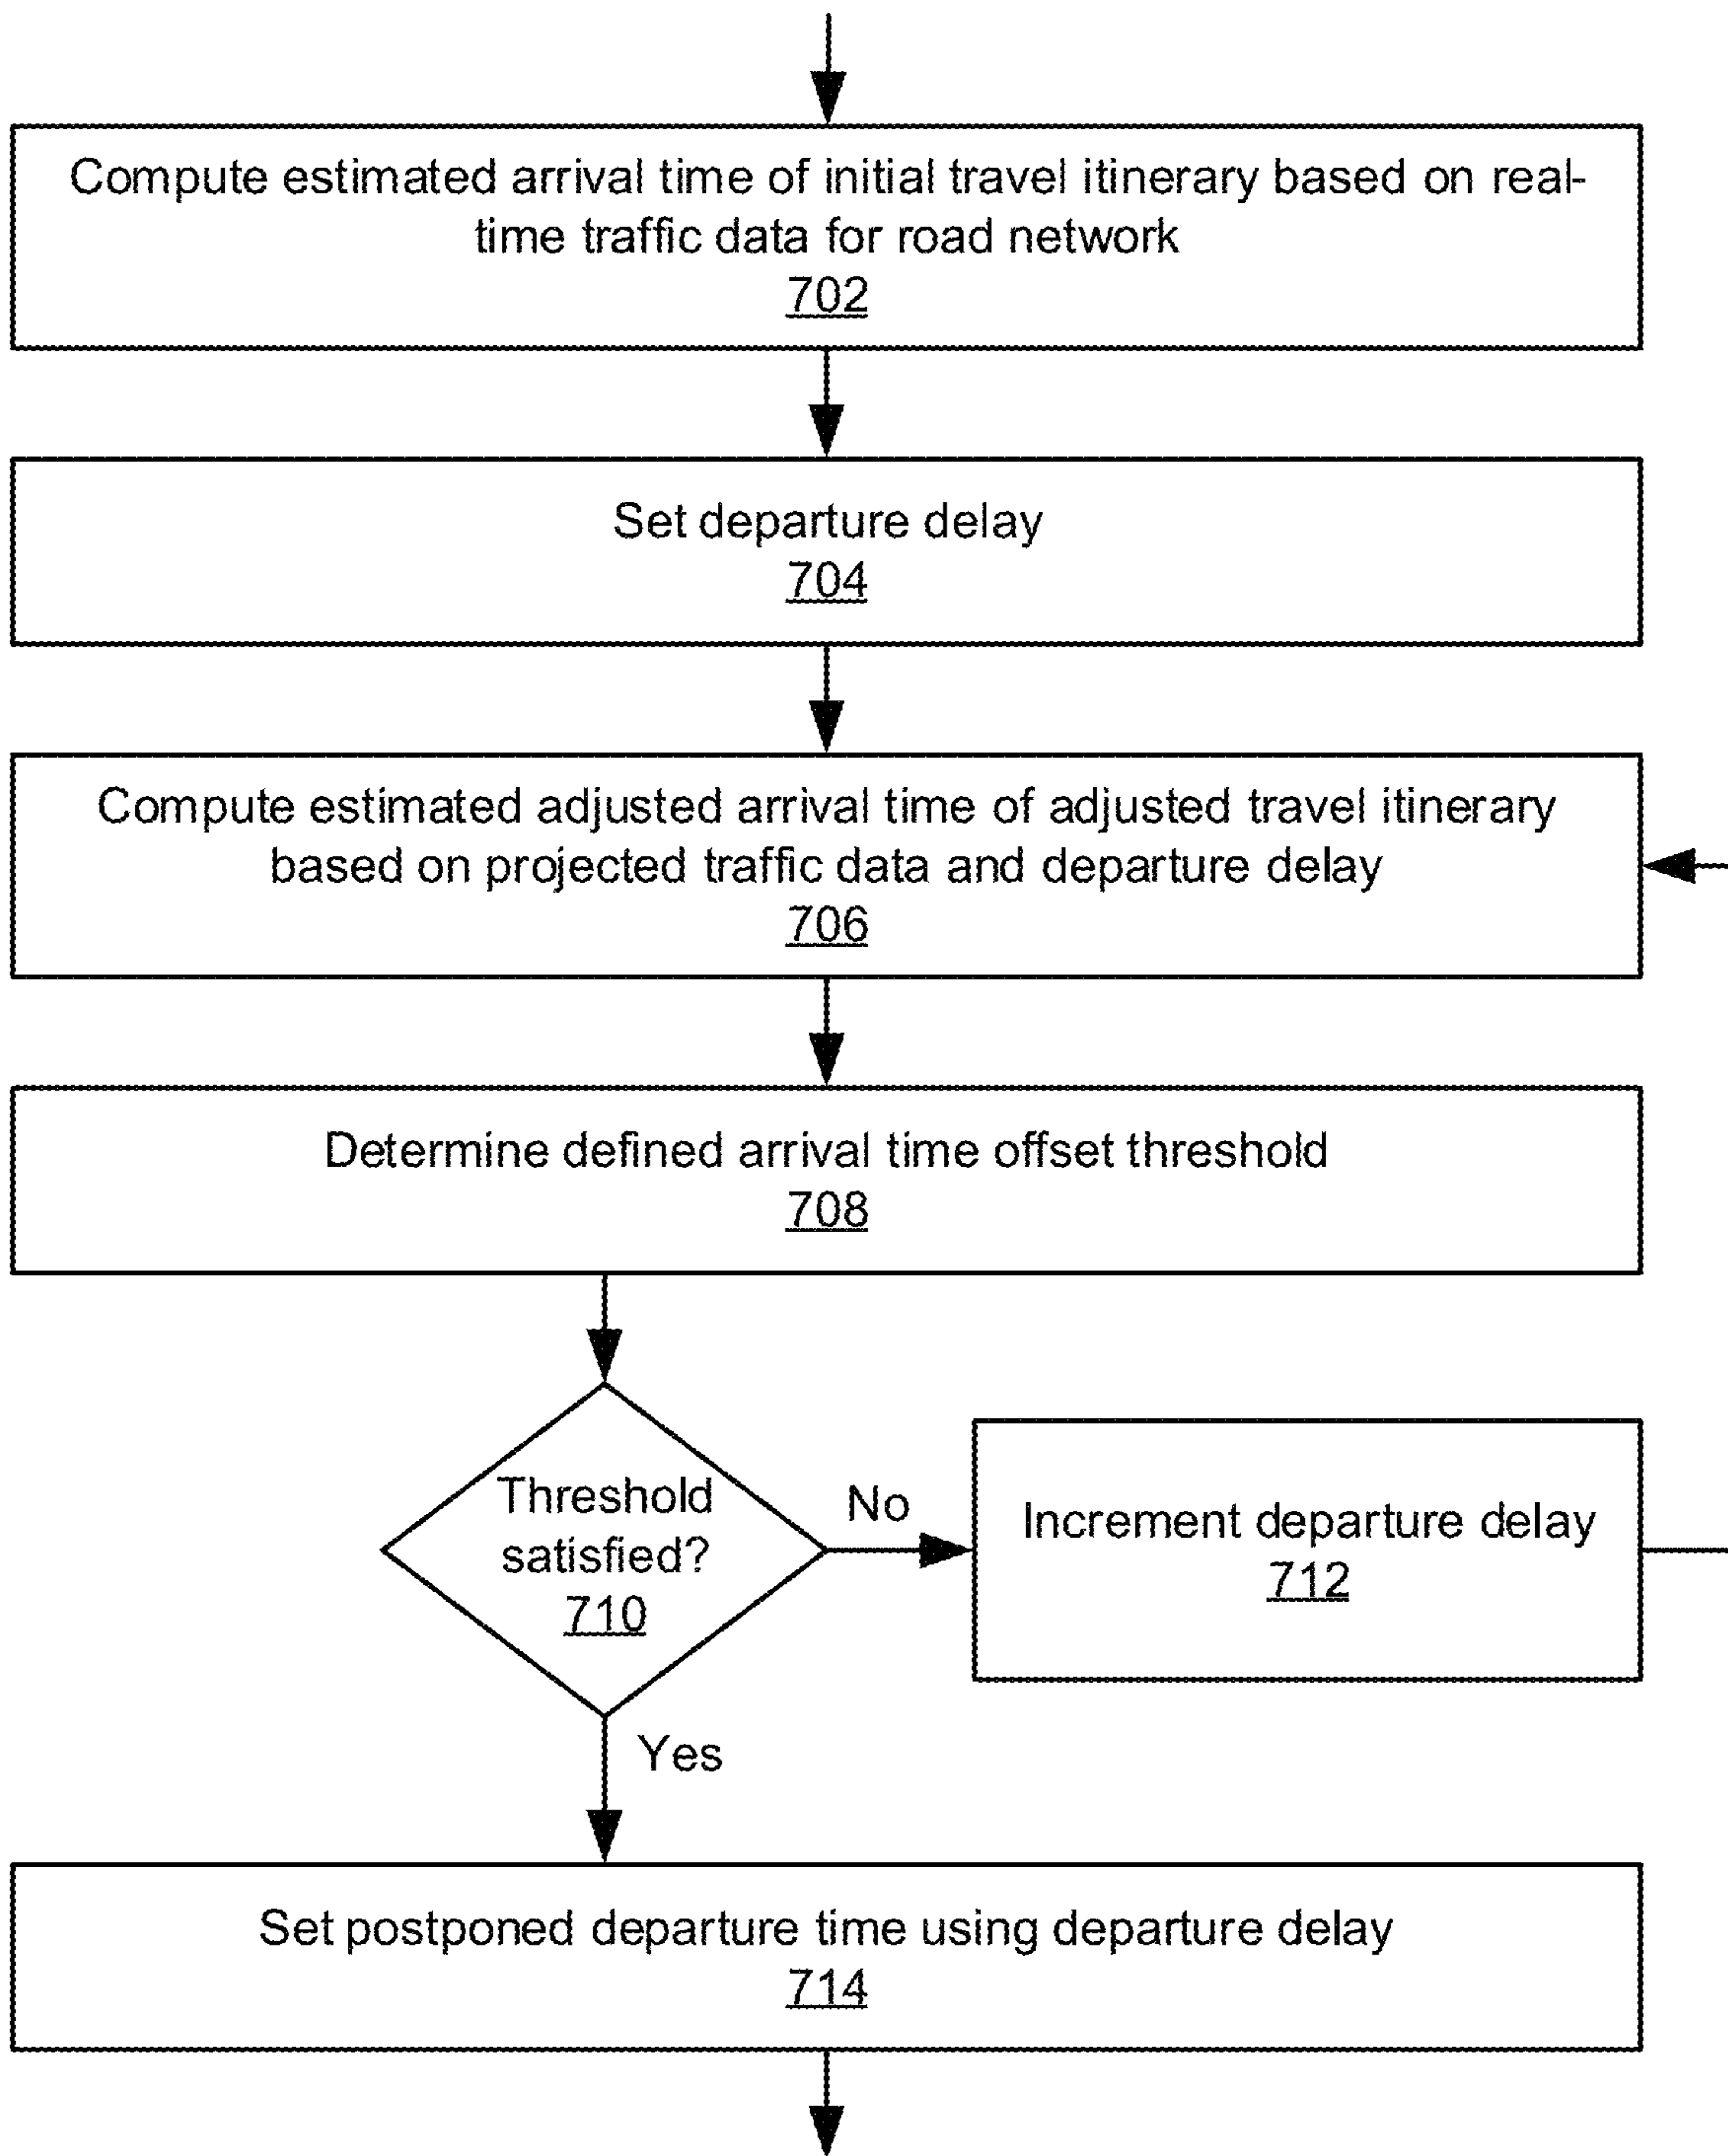 Compute estimated arrival time of initial travel itinerary based on real-
time traffic data for road network
702
Set departure delay
704
Compute estimated adjusted arrival time of adjusted travel itinerary
based on projected traffic data and departure delay
706
Determine defined arrival time offset threshold
708
Threshold
satisfied?
710
No
Increment departure delay
712
Yes
Set postponed departure time using departure delay
714